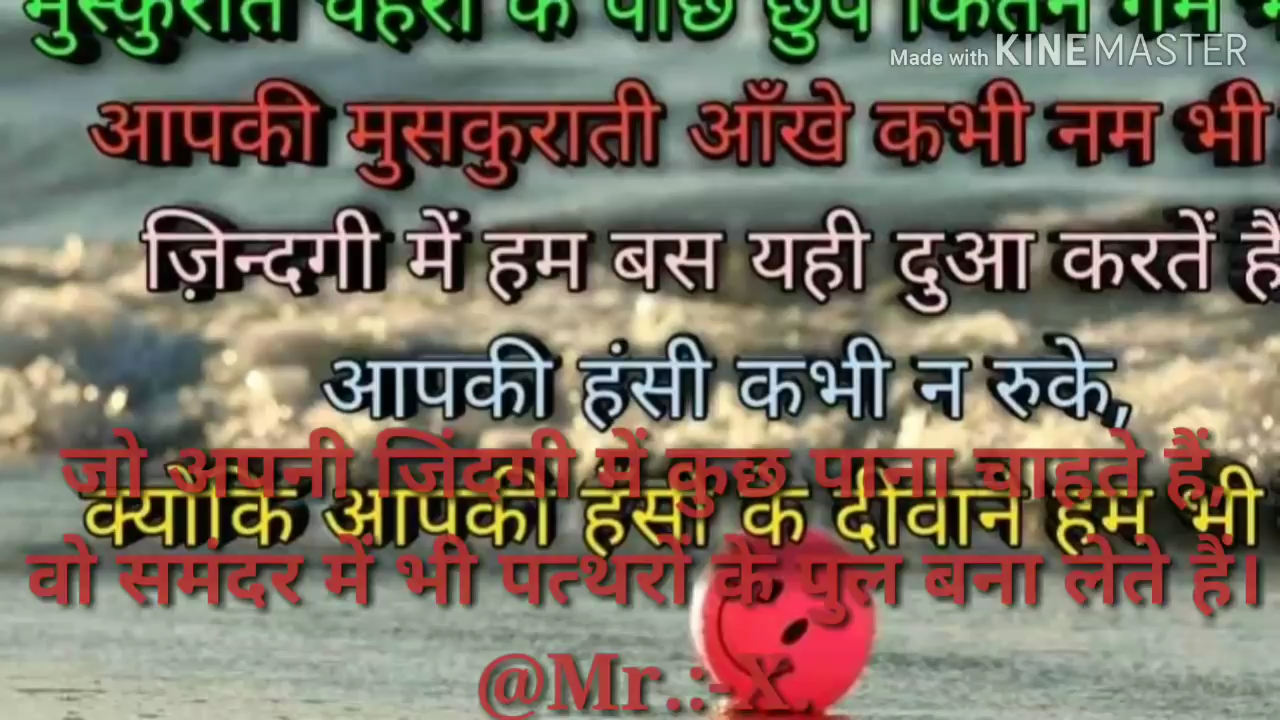 मुस्कुराते चेहरों के पीछे छुपे कितने गम
Made with KINEMASTER
आपकी मुसकुराती आँखे कभी नम भी
ज़िन्दगी में हम बस यही दुआ करतें हैं
आपकी हंसी कभी न रुके,
जो अपनी जिंदगी में कुछ पाना चाहते हैं,
क्योंकि आपकी हंसी के दीवाने हम भी
वो समंदर में भी पत्थरों के पुल बना लेते हैं।
@Mr.:-X.